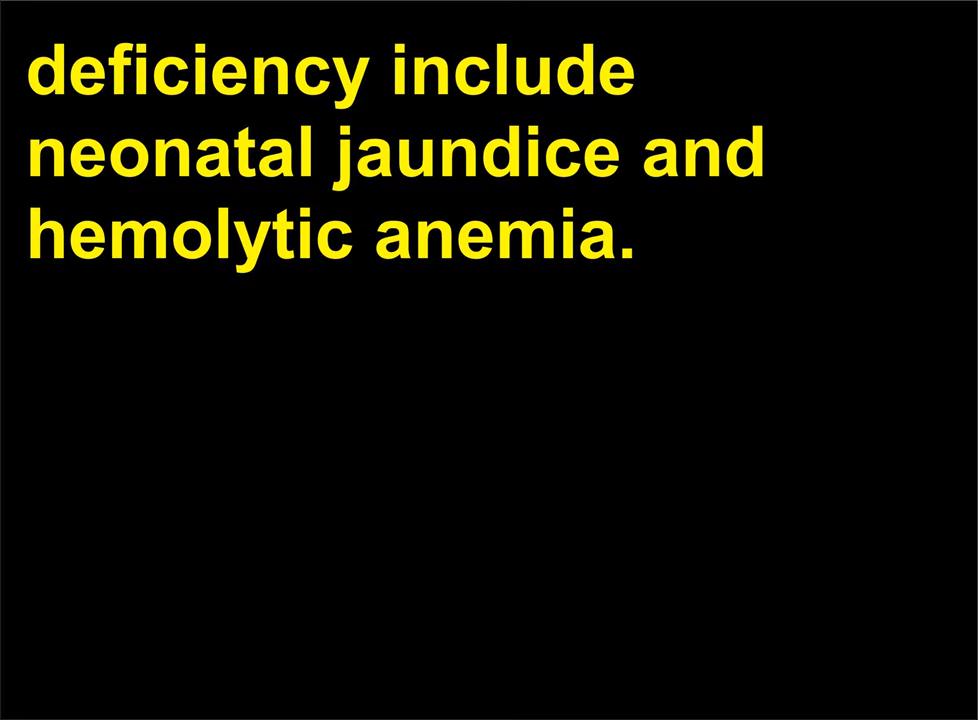 deficiency include
neonatal jaundice and
hemolytic anemia.